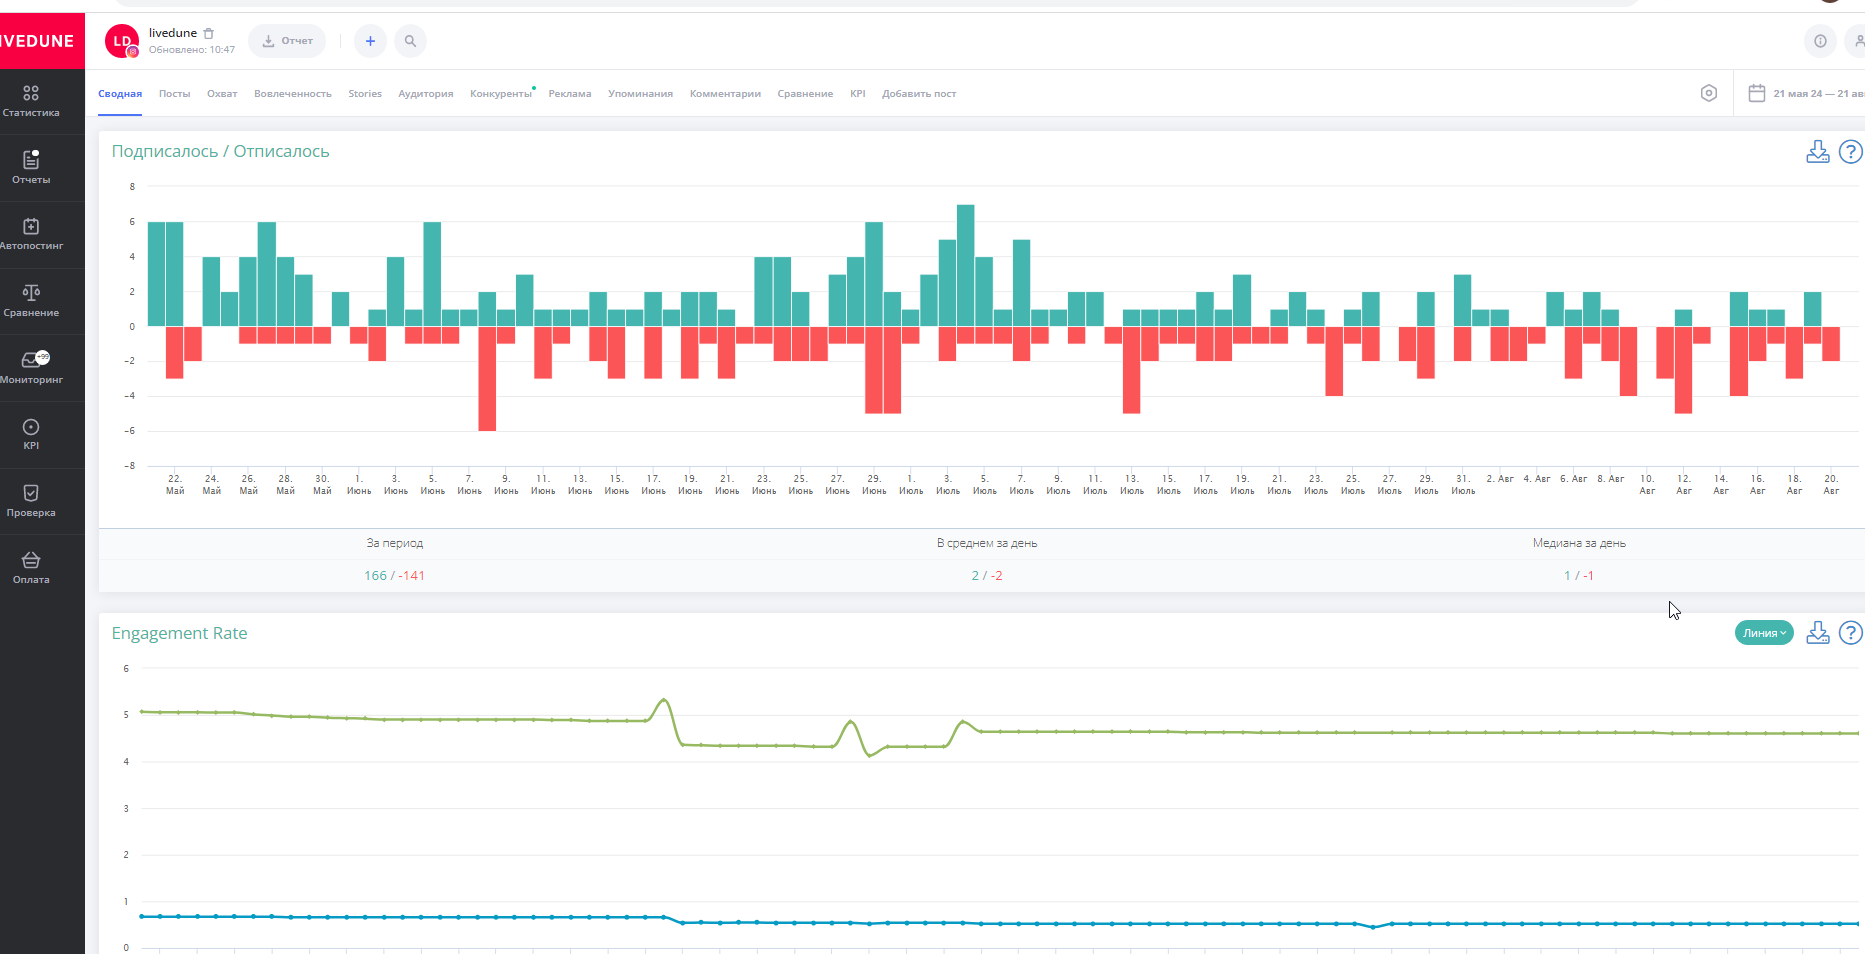 IVEDUNE
LD
livedune
Обновлено: 10:47
Отчет
Статистика
Отчеты
Автопостинг
Сравнение
+99
Мониторинг
KPI
Проверка
Оплата
Сводная Посты Охват Вовлеченность Stories Аудитория Конкуренты Реклама Упоминания Комментарии Сравнение KPI Добавить пост
21 мая 24 — 21 ав
Подписалось / Отписалось
?
8
6
4
2
0
−2
−4
−6
−8
22. Май 24. Май 26. Май 28. Май 30. Май 1. Июнь 3. Июнь 5. Июнь 7. Июнь 9. Июнь 11. Июнь 13. Июнь 15. Июнь 17. Июнь 19. Июнь 21. Июнь 23. Июнь 25. Июнь 27. Июнь 29. Июнь 1. Июль 3. Июль 5. Июль 7. Июль 9. Июль 11. Июль 13. Июль 15. Июль 17. Июль 19. Июль 21. Июль 23. Июль 25. Июль 27. Июль 29. Июль 31. Июль 2. Авг 4. Авг 6. Авг 8. Авг 10. Авг 12. Авг 14. Авг 16. Авг 18. Авг 20. Авг
За период В среднем за день Медиана за день
166 / -141 2 / -2 1 / -1
Engagement Rate
Линия
?
6
5
4
3
2
1
0